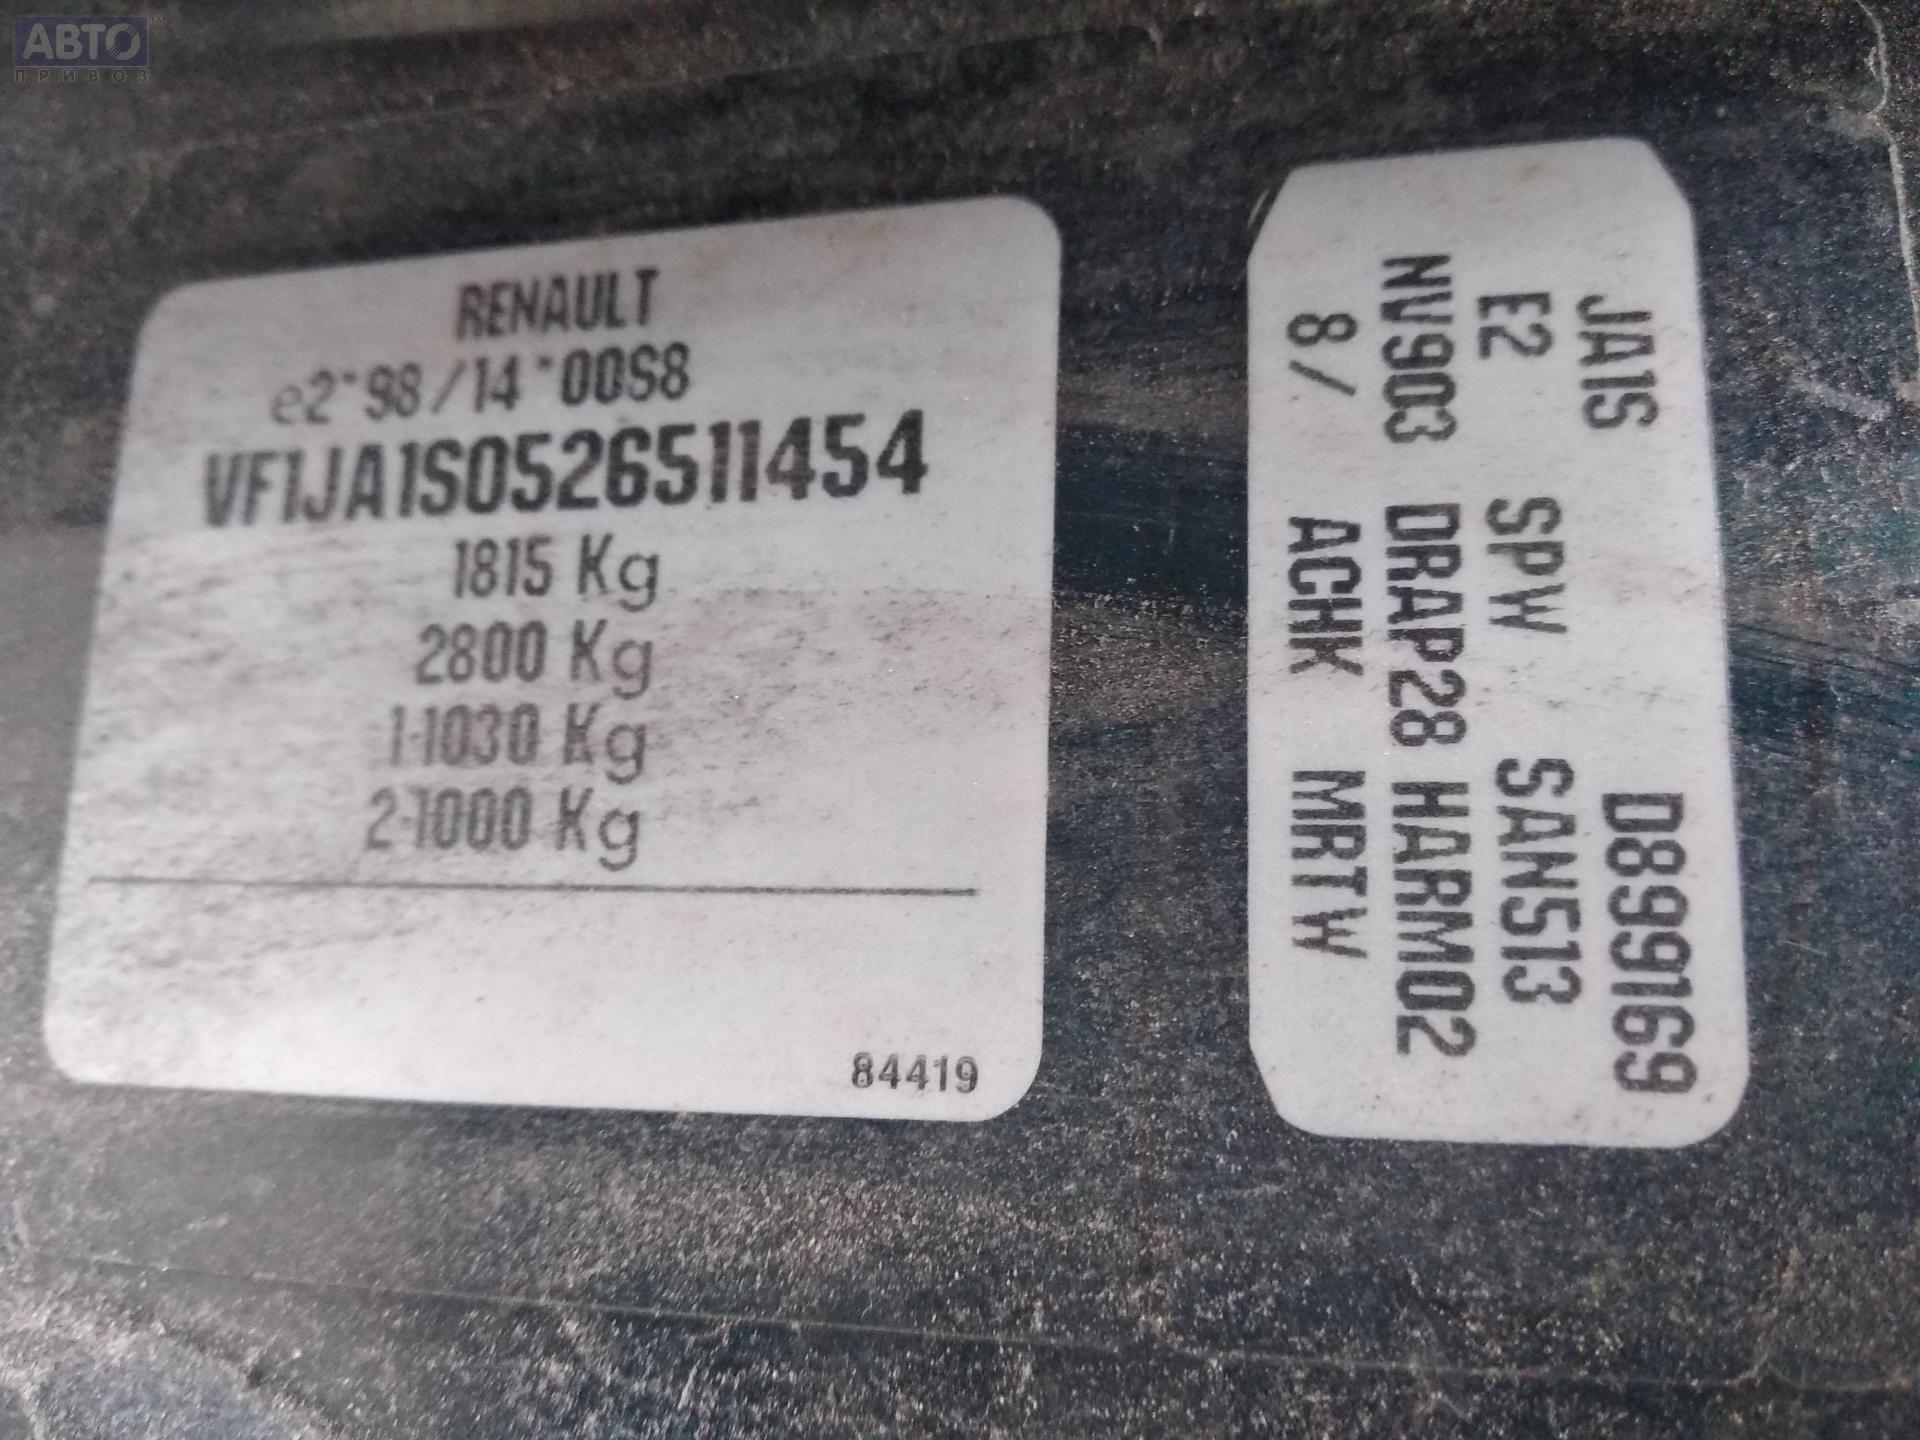 АВТО
ПРИВОЗ
RENAULT
e2*98/14*00S8
VF1JA1S0526511454
1815 Kg
2800 Kg
1-1030 Kg
2-1000 Kg
84419
JA1S D899169
E2 SPW SAN513
NV903 DRAP28 HARM02
8/ ACHK MRTW